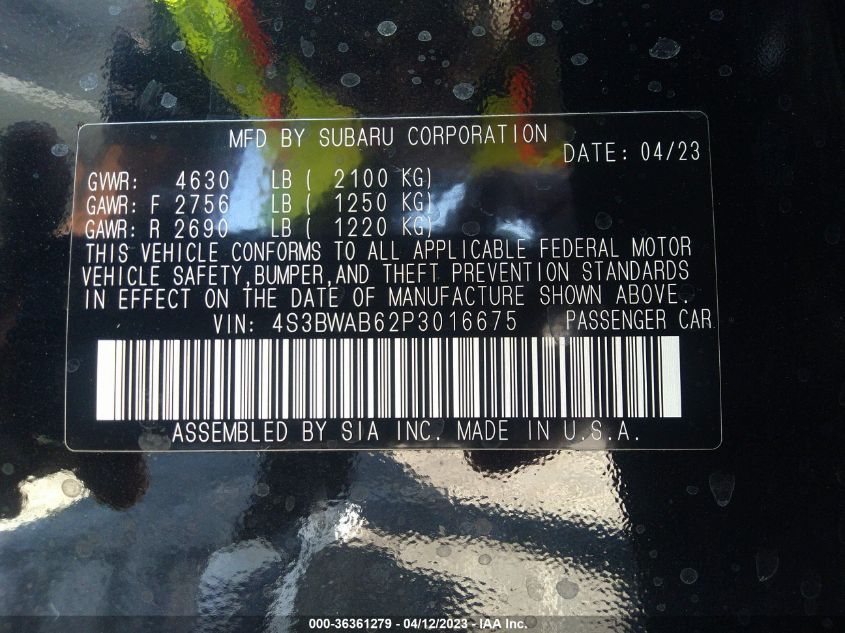 MFD BY SUBARU CORPORATION
DATE: 04/23
GVWR: 4630 LB ( 2100 KG)
GAWR: F 2756 LB ( 1250 KG)
GAWR: R 2690 LB ( 1220 KG)
THIS VEHICLE CONFORMS TO ALL APPLICABLE FEDERAL MOTOR
VEHICLE SAFETY,BUMPER,AND THEFT PREVENTION STANDARDS
IN EFFECT ON THE DATE OF MANUFACTURE SHOWN ABOVE.
VIN: 4S3BWAB62P3016675 PASSENGER CAR
ASSEMBLED BY SIA INC. MADE IN U.S.A.
000-36361279 - 04/12/2023 - IAA Inc.